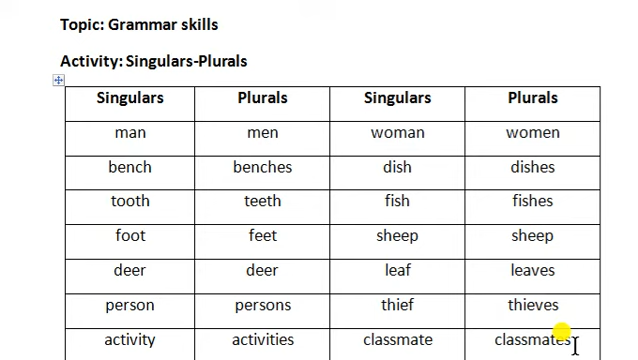 Topic: Grammar skills
Activity: Singulars-Plurals
Singulars Plurals Singulars Plurals
man men woman women
bench benches dish dishes
tooth teeth fish fishes
foot feet sheep sheep
deer deer leaf leaves
person persons thief thieves
activity activities classmate classmates